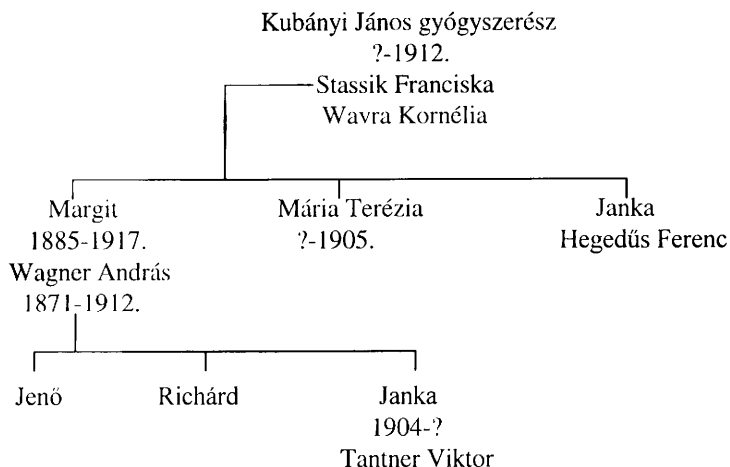 Kubányi János gyógyszerész
?-1912.
Stassik Franciska
Wavra Kornélia
Margit
1885-1917.
Wagner András
1871-1912.
Mária Terézia
?-1905.
Janka
Hegedűs Ferenc
Jenő
Richárd
Janka
1904-?
Tantner Viktor